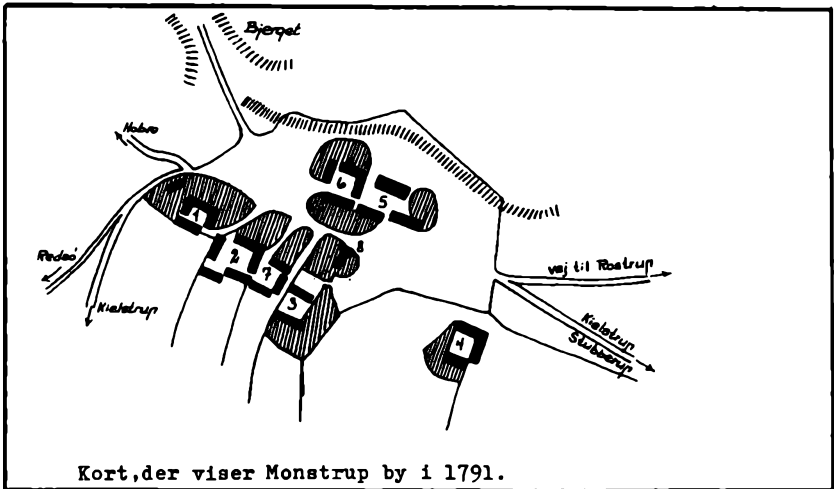 Bjerget
Hobro
6
5
1
8
2
7
3
4
Redsö
Kielstrup
vej til Rostrup
Kielstrup
Stubberup
Kort,der viser Monstrup by i 1791.